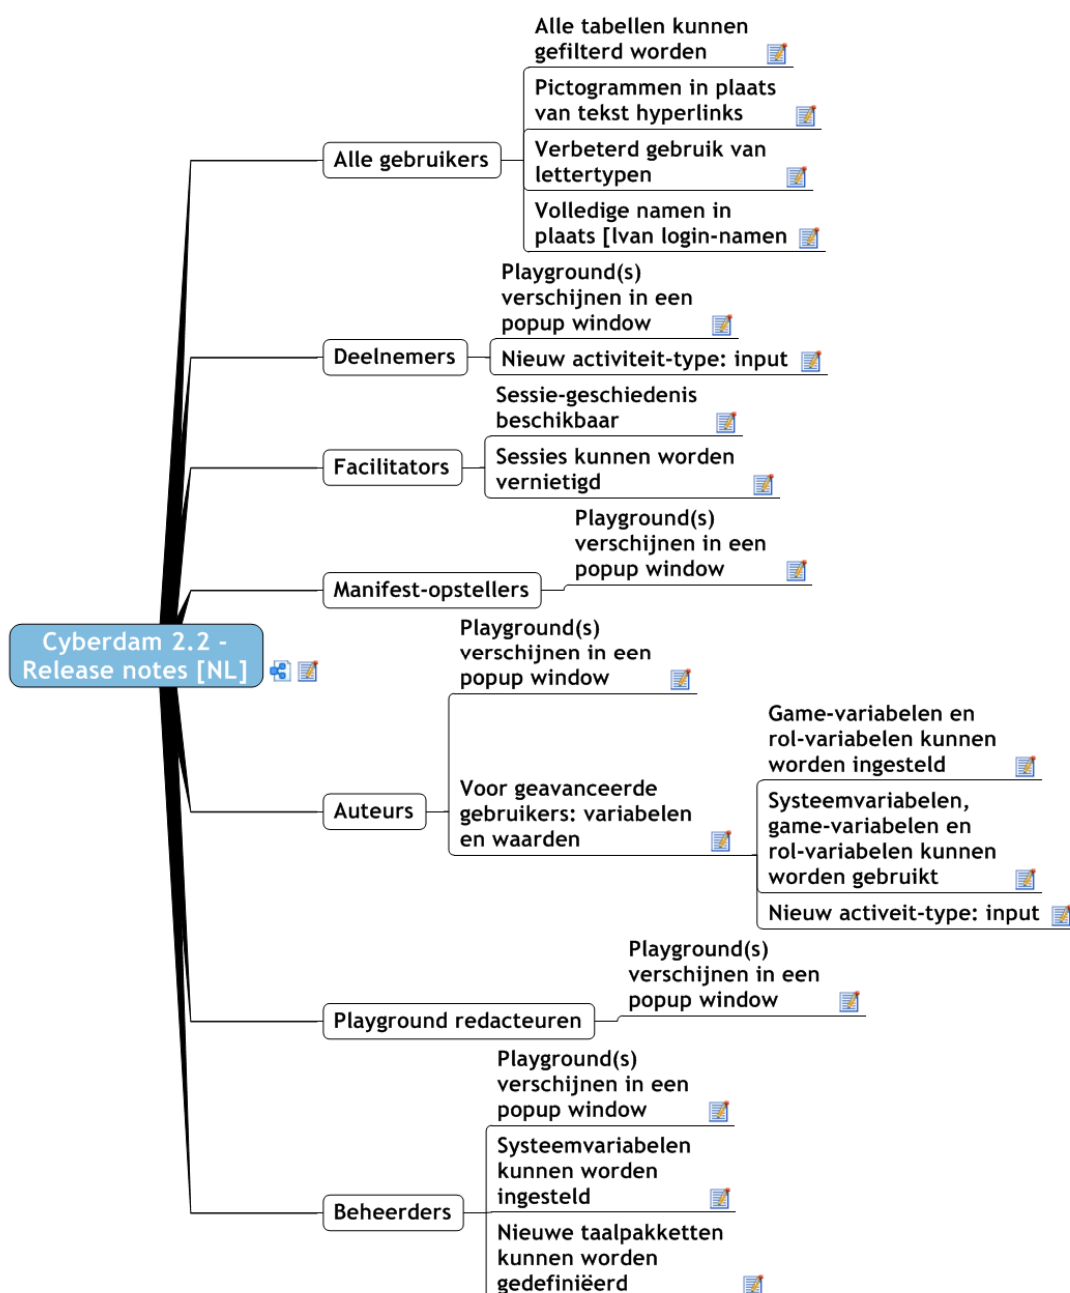 Alle tabellen kunnen
gefilterd worden
Pictogrammen in plaats
van tekst hyperlinks
Alle gebruikers
Verbeterd gebruik van
lettertypen
Volledige namen in
plaats [lvan login-namen
Playground(s)
verschijnen in een
popup window
Deelnemers
Nieuw activiteit-type: input
Sessie-geschiedenis
beschikbaar
Facilitators
Sessies kunnen worden
vernietigd
Playground(s)
verschijnen in een
popup window
Manifest-opstellers
Cyberdam 2.2 -
Release notes [NL]
Playground(s)
verschijnen in een
popup window
Auteurs
Voor geavanceerde
gebruikers: variabelen
en waarden
Game-variabelen en
rol-variabelen kunnen
worden ingesteld
Systeemvariabelen,
game-variabelen en
rol-variabelen kunnen
worden gebruikt
Nieuw activeit-type: input
Playground(s)
verschijnen in een
popup window
Playground redacteuren
Playground(s)
verschijnen in een
popup window
Systeemvariabelen
kunnen worden
ingesteld
Beheerders
Nieuwe taalpakketten
kunnen worden
gedefiniëerd